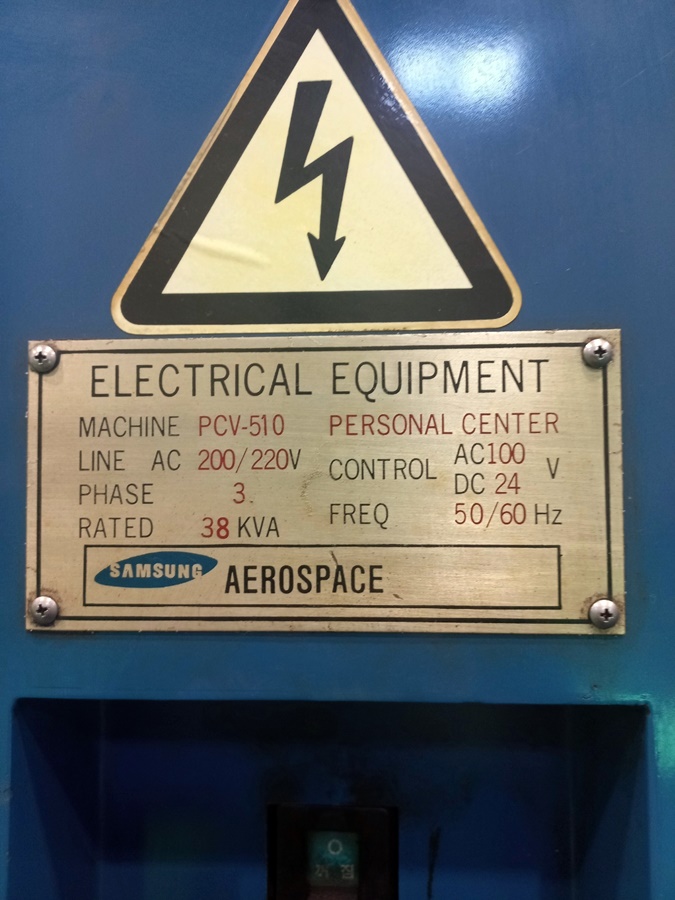 ELECTRICAL EQUIPMENT
MACHINE PCV-510 PERSONAL CENTER
LINE AC 200/220V CONTROL AC100 V
DC 24
PHASE 3.
RATED 38 KVA FREQ 50/60 Hz
SAMSUNG AEROSPACE